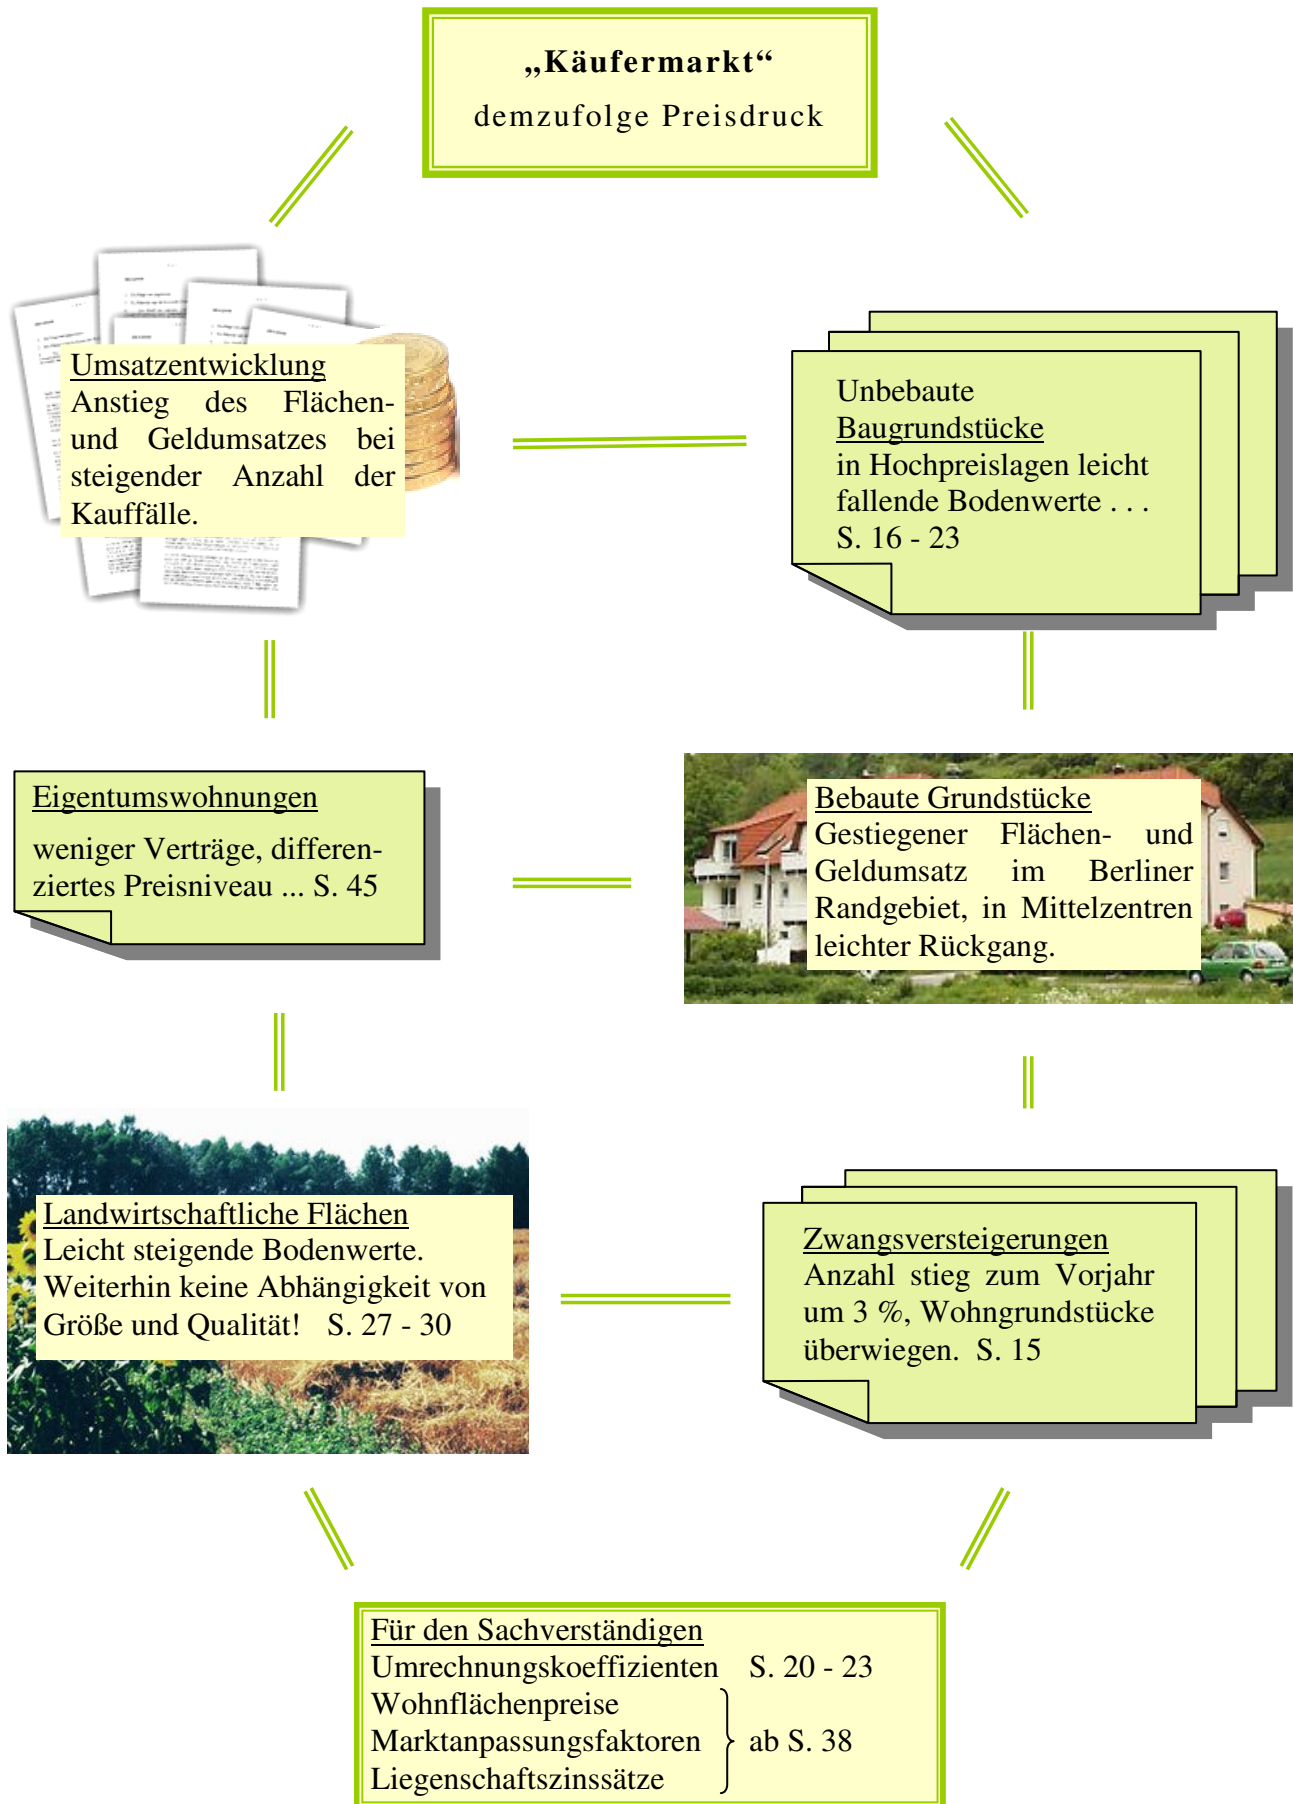 „Käufermarkt“
demzufolge Preisdruck
Umsatzentwicklung
Anstieg des Flächen-
und Geldumsatzes bei
steigender Anzahl der
Kauffälle.
Unbebaute
Baugrundstücke
in Hochpreislagen leicht
fallende Bodenwerte . . .
S. 16 - 23
Eigentumswohnungen
weniger Verträge, differen-
ziertes Preisniveau ... S. 45
Bebaute Grundstücke
Gestiegener Flächen- und
Geldumsatz im Berliner
Randgebiet, in Mittelzentren
leichter Rückgang.
Landwirtschaftliche Flächen
Leicht steigende Bodenwerte.
Weiterhin keine Abhängigkeit von
Größe und Qualität! S. 27 - 30
Zwangsversteigerungen
Anzahl stieg zum Vorjahr
um 3 %, Wohngrundstücke
überwiegen. S. 15
Für den Sachverständigen
Umrechnungskoeffizienten S. 20 - 23
Wohnflächenpreise
Marktanpassungsfaktoren ab S. 38
Liegenschaftszinssätze